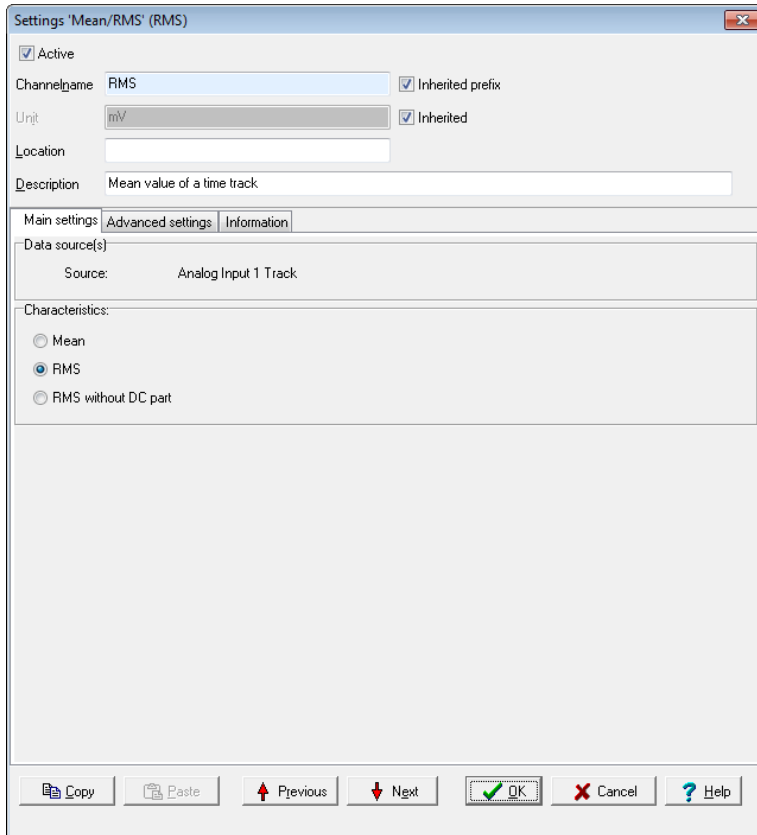 Settings 'Mean/RMS' (RMS)
Active
Channelname RMS Inherited prefix
Unit mV Inherited
Location
Description Mean value of a time track
Main settings Advanced settings Information
Data source(s)
Source: Analog Input 1 Track
Characteristics:
Mean
RMS
RMS without DC part
Copy Paste Previous Next OK Cancel Help